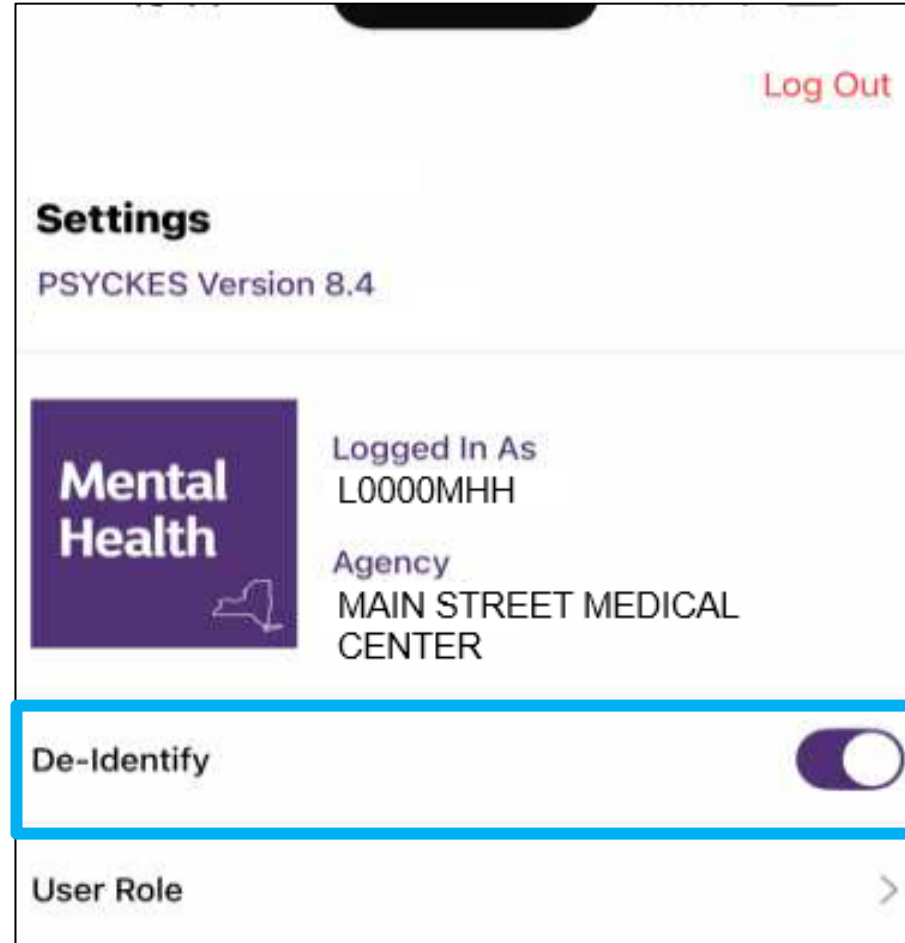 Log Out
Settings
PSYCKES Version 8.4
Mental
Health
Logged In As
L0000MHH
Agency
MAIN STREET MEDICAL
CENTER
De-Identify
User Role